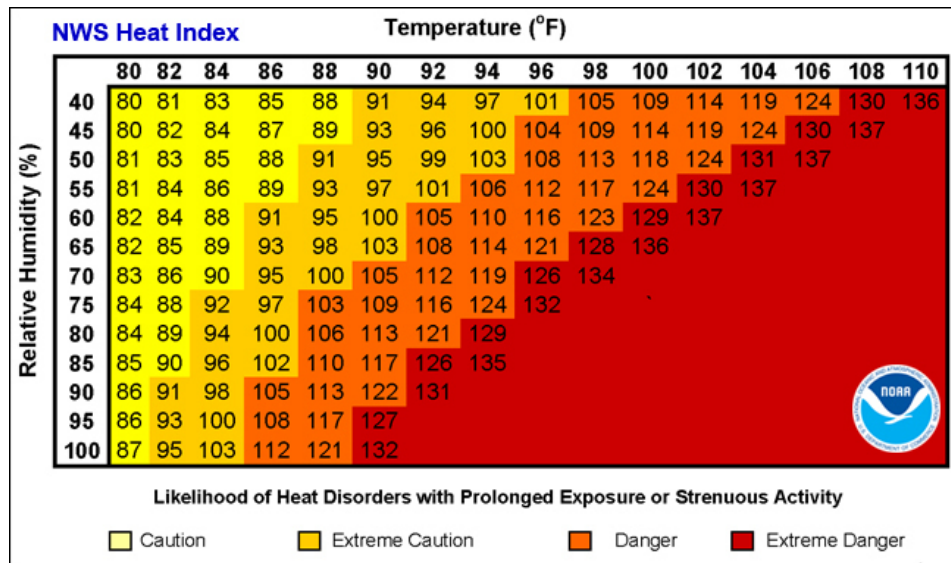 NWS Heat Index
Temperature (°F)
80 82 84 86 88 90 92 94 96 98 100 102 104 106 108 110
Relative Humidity (%)
40 80 81 83 85 88 91 94 97 101 105 109 114 119 124 130 136
45 80 82 84 87 89 93 96 100 104 109 114 119 124 130 137
50 81 83 85 88 91 95 99 103 108 113 118 124 131 137
55 81 84 86 89 93 97 101 106 112 117 124 130 137
60 82 84 88 91 95 100 105 110 116 123 129 137
65 82 85 89 93 98 103 108 114 121 128 136
70 83 86 90 95 100 105 112 119 126 134
75 84 88 92 97 103 109 116 124 132
80 84 89 94 100 106 113 121 129
85 85 90 96 102 110 117 126 135
90 86 91 98 105 113 122 131
95 86 93 100 108 117 127
100 87 95 103 112 121 132
NATIONAL OCEANIC AND ATMOSPHERIC ADMINISTRATION
NOAA
U.S. DEPARTMENT OF COMMERCE
Likelihood of Heat Disorders with Prolonged Exposure or Strenuous Activity
Caution
Extreme Caution
Danger
Extreme Danger